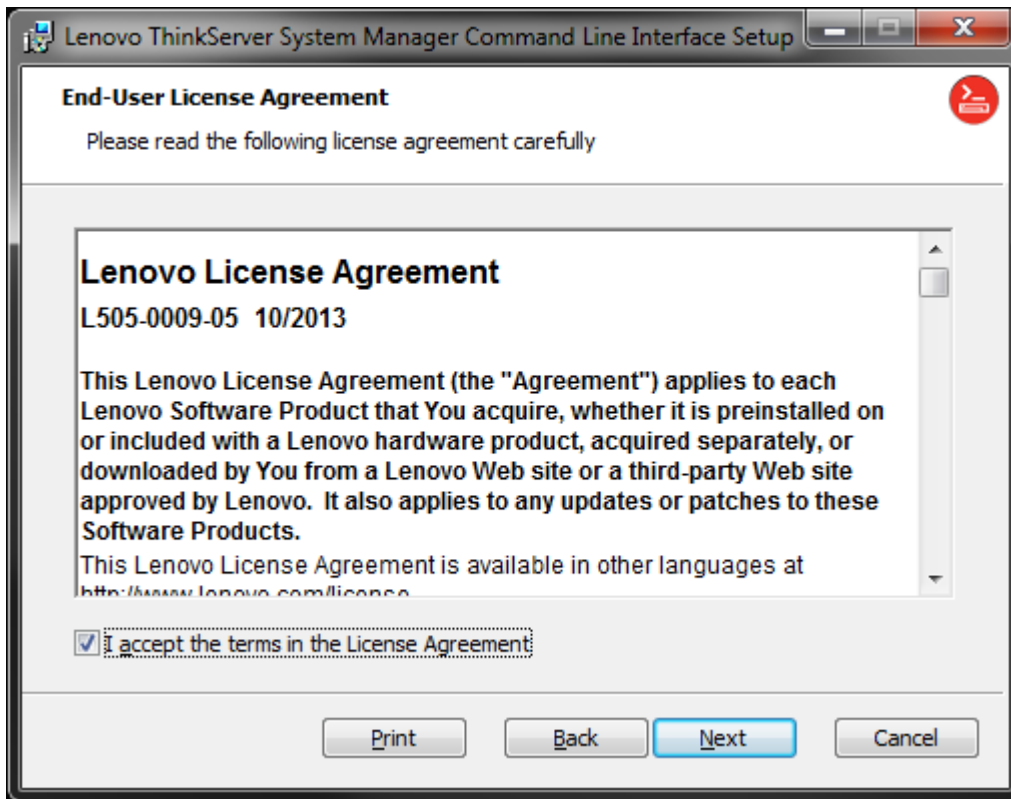 Lenovo ThinkServer System Manager Command Line Interface Setup
End-User License Agreement
Please read the following license agreement carefully
Lenovo License Agreement
L505-0009-05 10/2013
This Lenovo License Agreement (the "Agreement") applies to each
Lenovo Software Product that You acquire, whether it is preinstalled on
or included with a Lenovo hardware product, acquired separately, or
downloaded by You from a Lenovo Web site or a third-party Web site
approved by Lenovo. It also applies to any updates or patches to these
Software Products.
This Lenovo License Agreement is available in other languages at
http://www.lenovo.com/license
I accept the terms in the License Agreement
Print Back Next Cancel